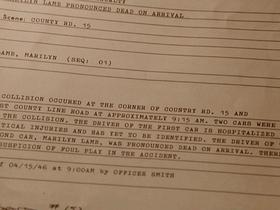 RILYN LAMB PRONOUNCED DEAD ON ARRIVAL
Scene: COUNTY RD. 15
AMB, MARILYN (SEQ: 01)
COLLISION OCCURED AT THE CORNER OF COUNTRY RD. 15 AND
ST COUNTY LINE ROAD AT APPROXIMATELY 9:15 AM. TWO CARS WERE
THE COLLISION. THE DRIVER OF THE FIRST CAR IS HOSPITALIZED
TICAL INJURIES AND HAS YET TO BE IDENTIFIED. THE DRIVER OF
OND CAR, MARILYN LAMB, WAS PRONOUNCED DEAD ON ARRIVAL. THER
SUSPICION OF FOUL PLAY IN THE ACCIDENT.
OF 04/15/46 at 9:00AM by OFFICER SMITH